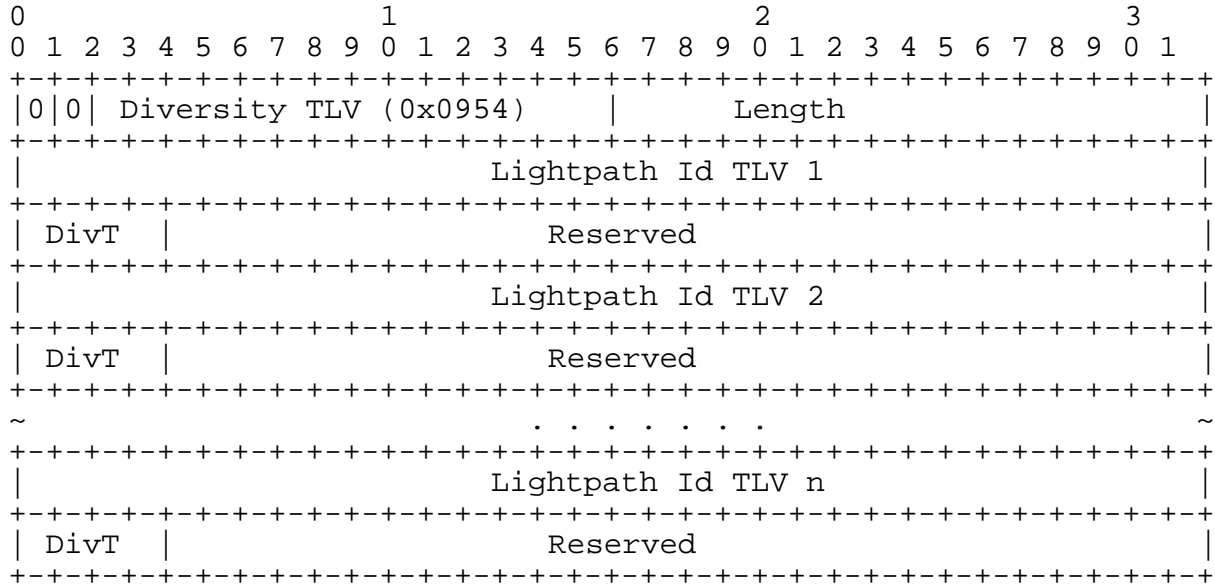 0                   1                   2                   3
0 1 2 3 4 5 6 7 8 9 0 1 2 3 4 5 6 7 8 9 0 1 2 3 4 5 6 7 8 9 0 1
+-+-+-+-+-+-+-+-+-+-+-+-+-+-+-+-+-+-+-+-+-+-+-+-+-+-+-+-+-+-+-+-+
|0|0| Diversity TLV (0x0954)    |      Length                   |
+-+-+-+-+-+-+-+-+-+-+-+-+-+-+-+-+-+-+-+-+-+-+-+-+-+-+-+-+-+-+-+-+
|                         Lightpath Id TLV 1                    |
+-+-+-+-+-+-+-+-+-+-+-+-+-+-+-+-+-+-+-+-+-+-+-+-+-+-+-+-+-+-+-+-+
| DivT  |                    Reserved                           |
+-+-+-+-+-+-+-+-+-+-+-+-+-+-+-+-+-+-+-+-+-+-+-+-+-+-+-+-+-+-+-+-+
|                         Lightpath Id TLV 2                    |
+-+-+-+-+-+-+-+-+-+-+-+-+-+-+-+-+-+-+-+-+-+-+-+-+-+-+-+-+-+-+-+-+
| DivT  |                    Reserved                           |
+-+-+-+-+-+-+-+-+-+-+-+-+-+-+-+-+-+-+-+-+-+-+-+-+-+-+-+-+-+-+-+-+
~                           . . . . . . .                       ~
+-+-+-+-+-+-+-+-+-+-+-+-+-+-+-+-+-+-+-+-+-+-+-+-+-+-+-+-+-+-+-+-+
|                         Lightpath Id TLV n                    |
+-+-+-+-+-+-+-+-+-+-+-+-+-+-+-+-+-+-+-+-+-+-+-+-+-+-+-+-+-+-+-+-+
| DivT  |                    Reserved                           |
+-+-+-+-+-+-+-+-+-+-+-+-+-+-+-+-+-+-+-+-+-+-+-+-+-+-+-+-+-+-+-+-+